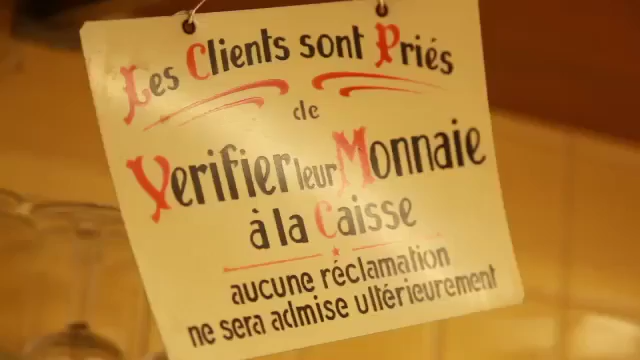 Les Clients sont Priés
de
Verifier leur Monnaie
à la Caisse
aucune réclamation
ne sera admise ultérieurement